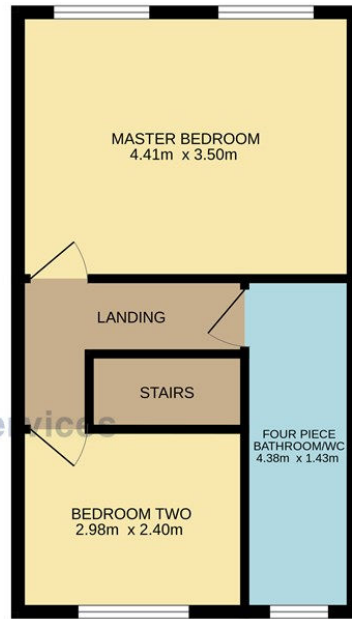 MASTER BEDROOM
4.41m x 3.50m
LANDING
STAIRS
ervices
FOUR PIECE
BATHROOM/WC
4.38m x 1.43m
BEDROOM TWO
2.98m x 2.40m